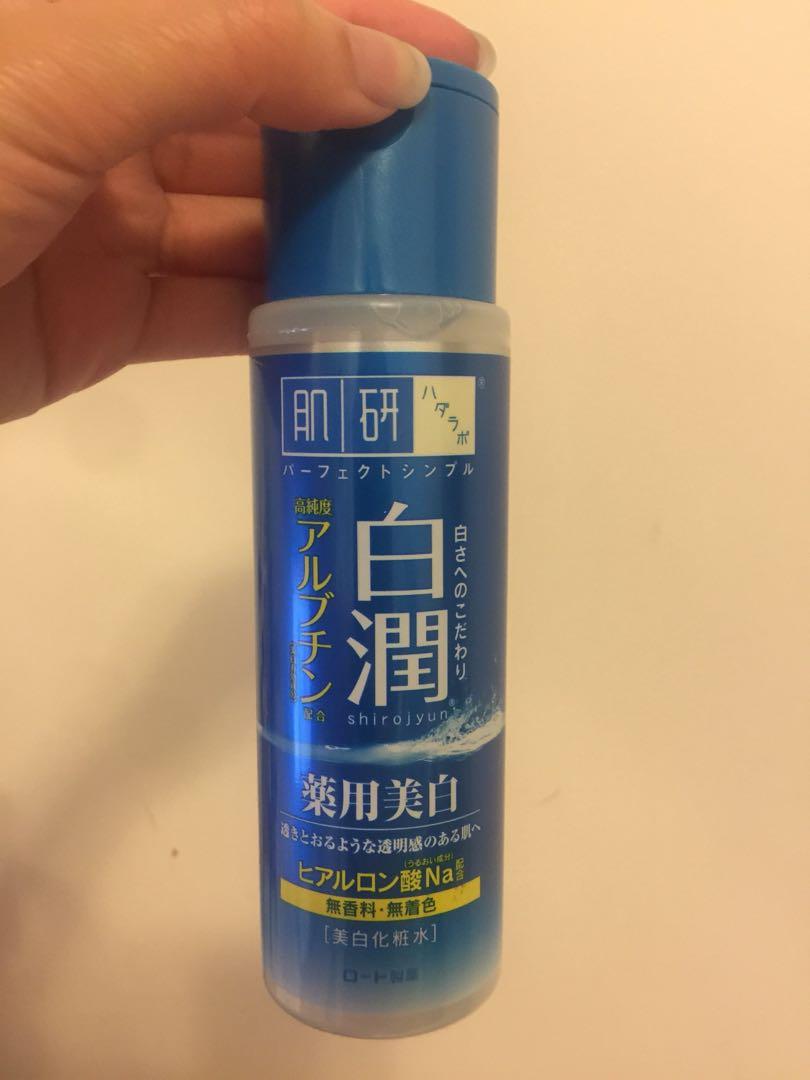 肌研
ハダラボ
®
パーフェクトシンプル
白さへのこだわり
白潤®
shirojyun
高純度
アルブチン
配合
薬用美白
透きとおるような透明感のある肌へ
(うるおい成分)
ヒアルロン酸Na配合
無香料・無着色
[美白化粧水]
ロート製薬